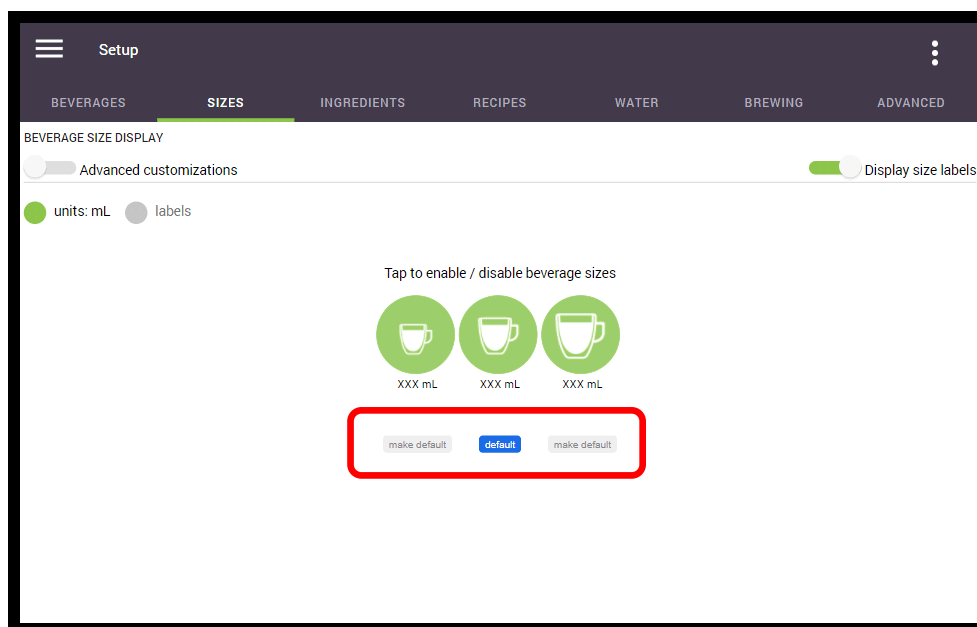 Setup
BEVERAGES SIZES INGREDIENTS RECIPES WATER BREWING ADVANCED
BEVERAGE SIZE DISPLAY
Advanced customizations Display size labels
units: mL labels
Tap to enable / disable beverage sizes
XXX mL XXX mL XXX mL
make default default make default